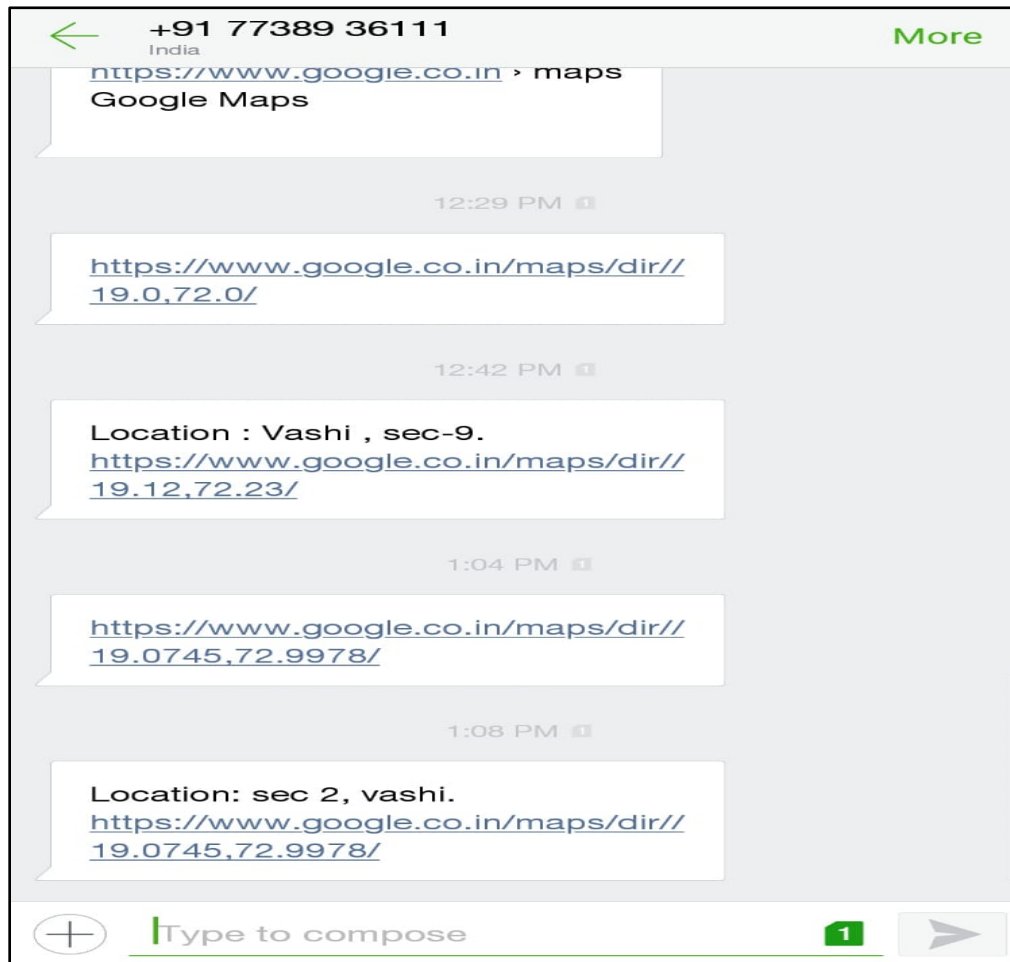 +91 77389 36111
More
India
https://www.google.co.in › maps
Google Maps
12:29 PM 1
https://www.google.co.in/maps/dir//
19.0,72.0/
12:42 PM 1
Location : Vashi , sec-9.
https://www.google.co.in/maps/dir//
19.12,72.23/
1:04 PM 1
https://www.google.co.in/maps/dir//
19.0745,72.9978/
1:08 PM 1
Location: sec 2, vashi.
https://www.google.co.in/maps/dir//
19.0745,72.9978/
Type to compose
1